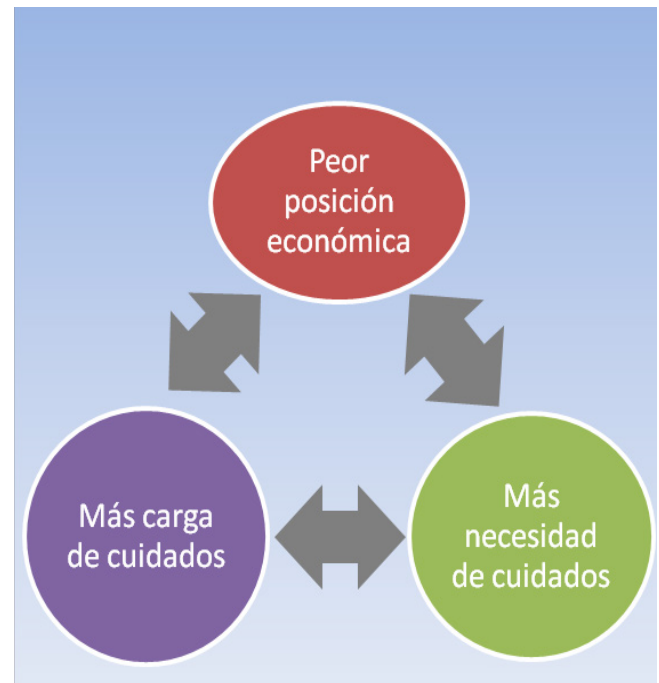 Peor
posición
económica
Más carga
de cuidados
Más
necesidad
de cuidados